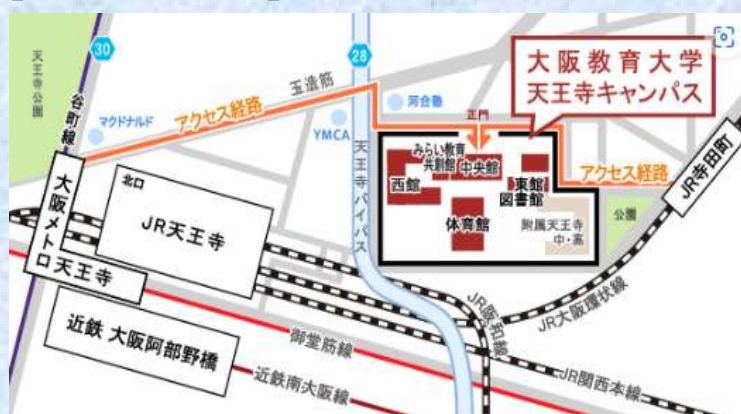 30
天王寺公園
谷町線
マクドナルド
アクセス経路
玉造筋
28
YMCA
河合塾
正門
大阪教育大学
天王寺キャンパス
みらい教育
共創館
中央館
西館
東館
図書館
体育館
附属天王寺
中・高
アクセス経路
公園
JR寺田町
天王寺バイパス
北口
JR天王寺
大阪メトロ
天王寺
近鉄 大阪阿部野橋
御堂筋線
近鉄南大阪線
JR阪和線
JR大阪環状線
JR関西本線